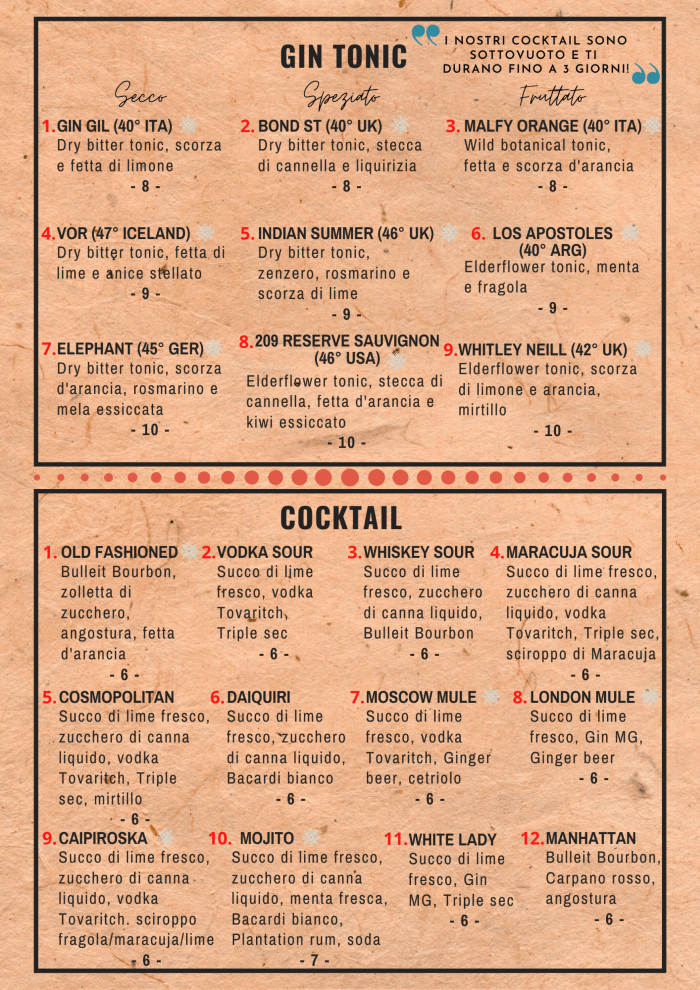 GIN TONIC
I NOSTRI COCKTAIL SONO
SOTTOVUOTO E TI
DURANO FINO A 3 GIORNI!
Secco
Speziato
Fruttato
1. GIN GIL (40° ITA)
Dry bitter tonic, scorza
e fetta di limone
- 8 -
2. BOND ST (40° UK)
Dry bitter tonic, stecca
di cannella e liquirizia
- 8 -
3. MALFY ORANGE (40° ITA)
Wild botanical tonic,
fetta e scorza d'arancia
- 8 -
4. VOR (47° ICELAND)
Dry bitter tonic, fetta di
lime e anice stellato
- 9 -
5. INDIAN SUMMER (46° UK)
Dry bitter tonic,
zenzero, rosmarino e
scorza di lime
- 9 -
6. LOS APOSTOLES
(40° ARG)
Elderflower tonic, menta
e fragola
- 9 -
7. ELEPHANT (45° GER)
Dry bitter tonic, scorza
d'arancia, rosmarino e
mela essiccata
- 10 -
8. 209 RESERVE SAUVIGNON
(46° USA)
Elderflower tonic, stecca di
cannella, fetta d'arancia e
kiwi essiccato
- 10 -
9. WHITLEY NEILL (42° UK)
Elderflower tonic, scorza
di limone e arancia,
mirtillo
- 10 -
COCKTAIL
1. OLD FASHIONED
Bulleit Bourbon,
zolletta di
zucchero,
angostura, fetta
d'arancia
- 6 -
2. VODKA SOUR
Succo di lime
fresco, vodka
Tovaritch,
Triple sec
- 6 -
3. WHISKEY SOUR
Succo di lime
fresco, zucchero
di canna liquido,
Bulleit Bourbon
- 6 -
4. MARACUJA SOUR
Succo di lime fresco,
zucchero di canna
liquido, vodka
Tovaritch, Triple sec,
sciroppo di Maracuja
- 6 -
5. COSMOPOLITAN
Succo di lime fresco,
zucchero di canna
liquido, vodka
Tovaritch, Triple
sec, mirtillo
- 6 -
6. DAIQUIRI
Succo di lime
fresco, zucchero
di canna liquido,
Bacardi bianco
- 6 -
7. MOSCOW MULE
Succo di lime
fresco, vodka
Tovaritch, Ginger
beer, cetriolo
- 6 -
8. LONDON MULE
Succo di lime
fresco, Gin MG,
Ginger beer
- 6 -
9. CAIPIROSKA
Succo di lime fresco,
zucchero di canna
liquido, vodka
Tovaritch. sciroppo
fragola/maracuja/lime
- 6 -
10. MOJITO
Succo di lime fresco,
zucchero di canna
liquido, menta fresca,
Bacardi bianco,
Plantation rum, soda
- 7 -
11. WHITE LADY
Succo di lime
fresco, Gin
MG, Triple sec
- 6 -
12. MANHATTAN
Bulleit Bourbon,
Carpano rosso,
angostura
- 6 -